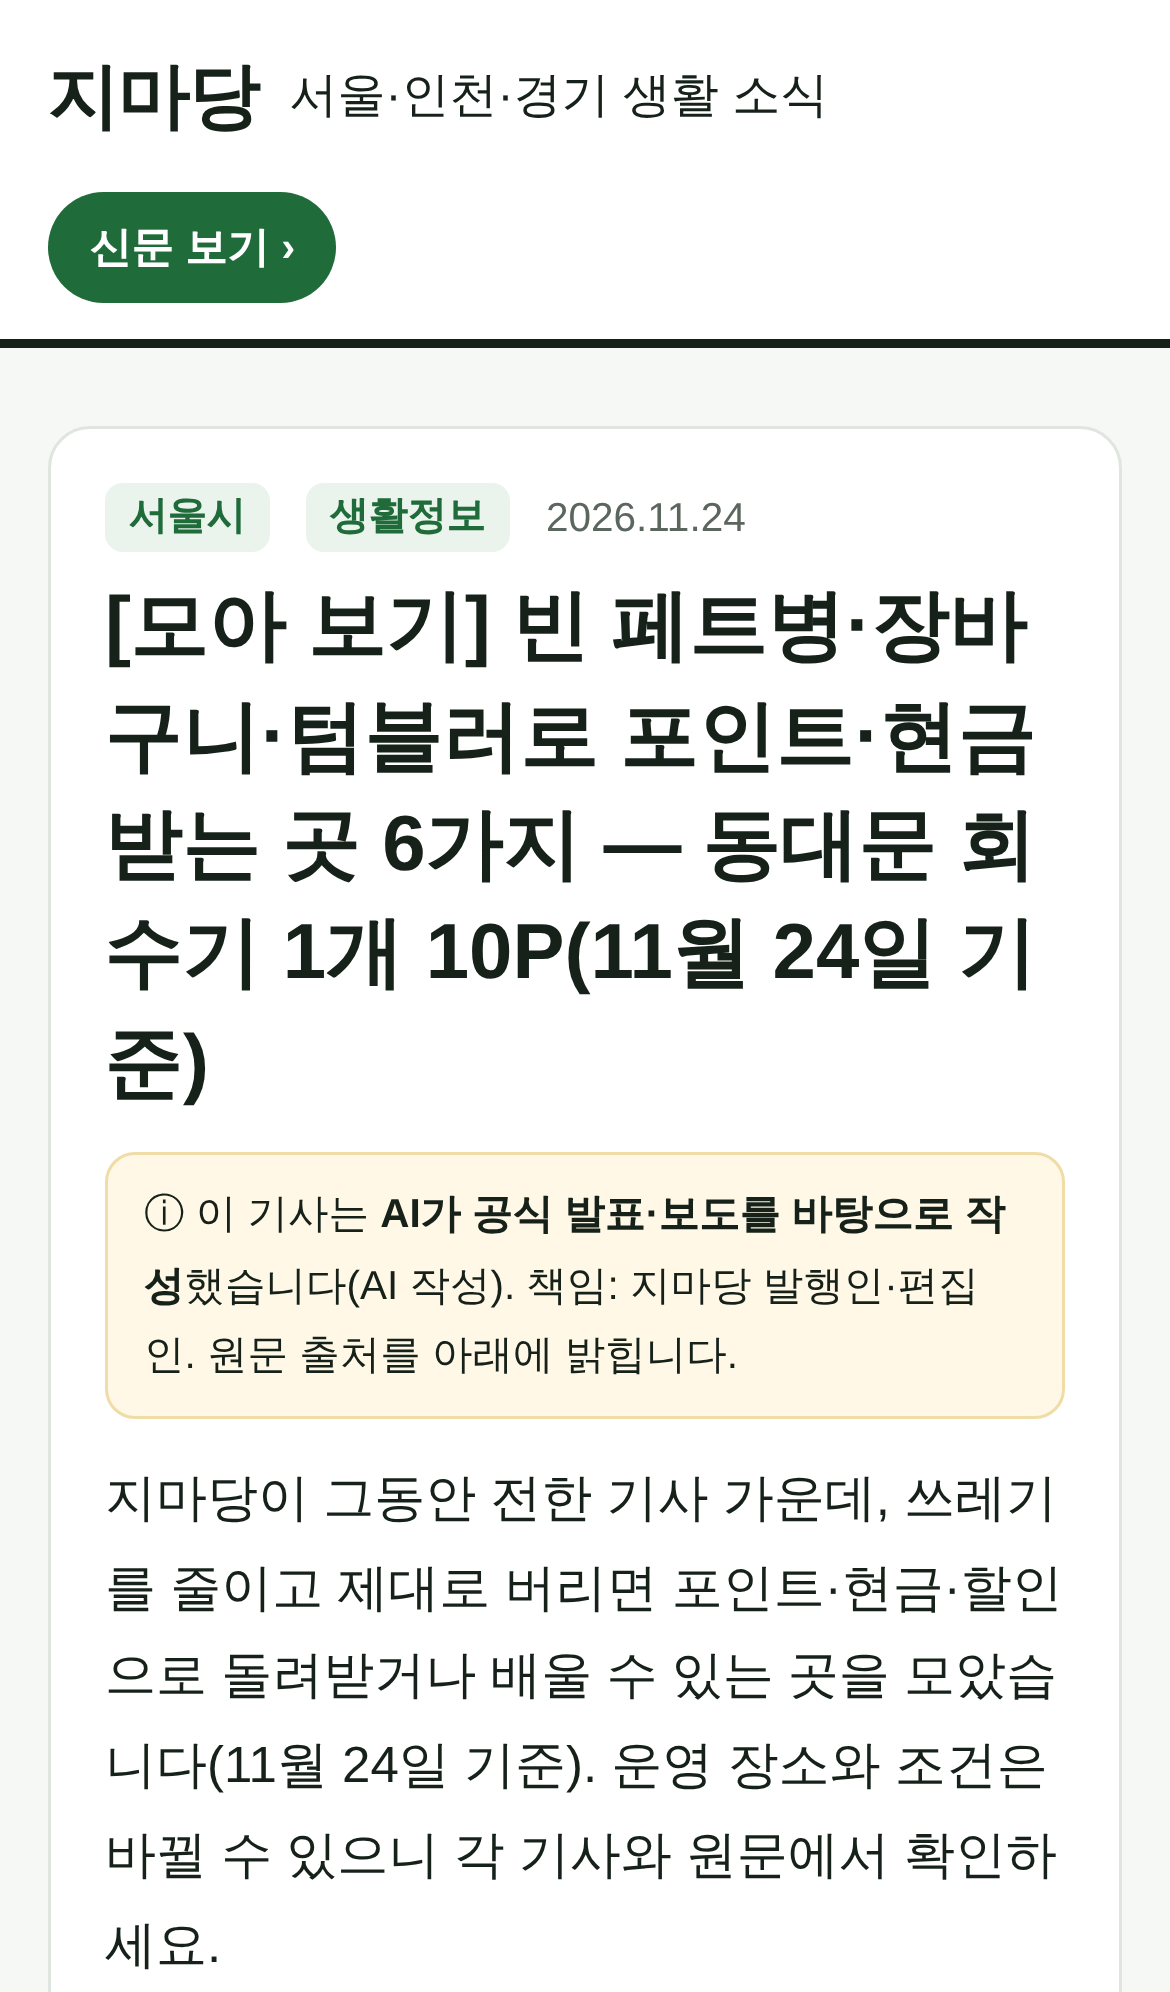 지마당 서울·인천·경기 생활 소식
신문 보기 ›
서울시 생활정보 2026.11.24
[모아 보기] 빈 페트병·장바
구니·텀블러로 포인트·현금
받는 곳 6가지 — 동대문 회
수기 1개 10P(11월 24일 기
준)
ⓘ 이 기사는 AI가 공식 발표·보도를 바탕으로 작
성했습니다(AI 작성). 책임: 지마당 발행인·편집
인. 원문 출처를 아래에 밝힙니다.
지마당이 그동안 전한 기사 가운데, 쓰레기
를 줄이고 제대로 버리면 포인트·현금·할인
으로 돌려받거나 배울 수 있는 곳을 모았습
니다(11월 24일 기준). 운영 장소와 조건은
바뀔 수 있으니 각 기사와 원문에서 확인하
세요.